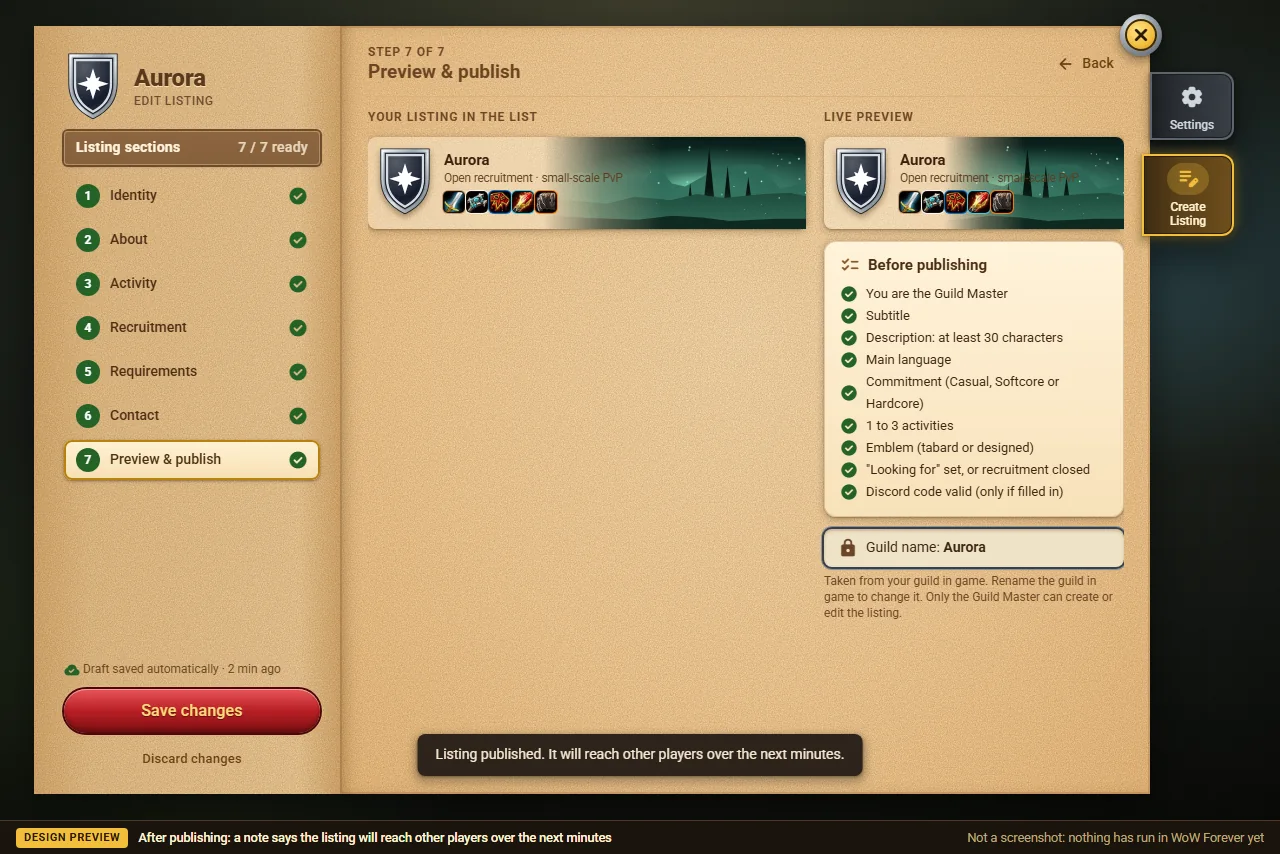 Aurora
EDIT LISTING
Listing sections 7 / 7 ready
1 Identity
2 About
3 Activity
4 Recruitment
5 Requirements
6 Contact
7 Preview & publish
Draft saved automatically · 2 min ago
Save changes
Discard changes
STEP 7 OF 7
Preview & publish
Back
YOUR LISTING IN THE LIST
Aurora
Open recruitment · small-scale PvP
LIVE PREVIEW
Aurora
Open recruitment · small-scale PvP
Before publishing
You are the Guild Master
Subtitle
Description: at least 30 characters
Main language
Commitment (Casual, Softcore or
Hardcore)
1 to 3 activities
Emblem (tabard or designed)
"Looking for" set, or recruitment closed
Discord code valid (only if filled in)
Guild name: Aurora
Taken from your guild in game. Rename the guild in
game to change it. Only the Guild Master can create or
edit the listing.
Listing published. It will reach other players over the next minutes.
Settings
Create
Listing
DESIGN PREVIEW After publishing: a note says the listing will reach other players over the next minutes
Not a screenshot: nothing has run in WoW Forever yet